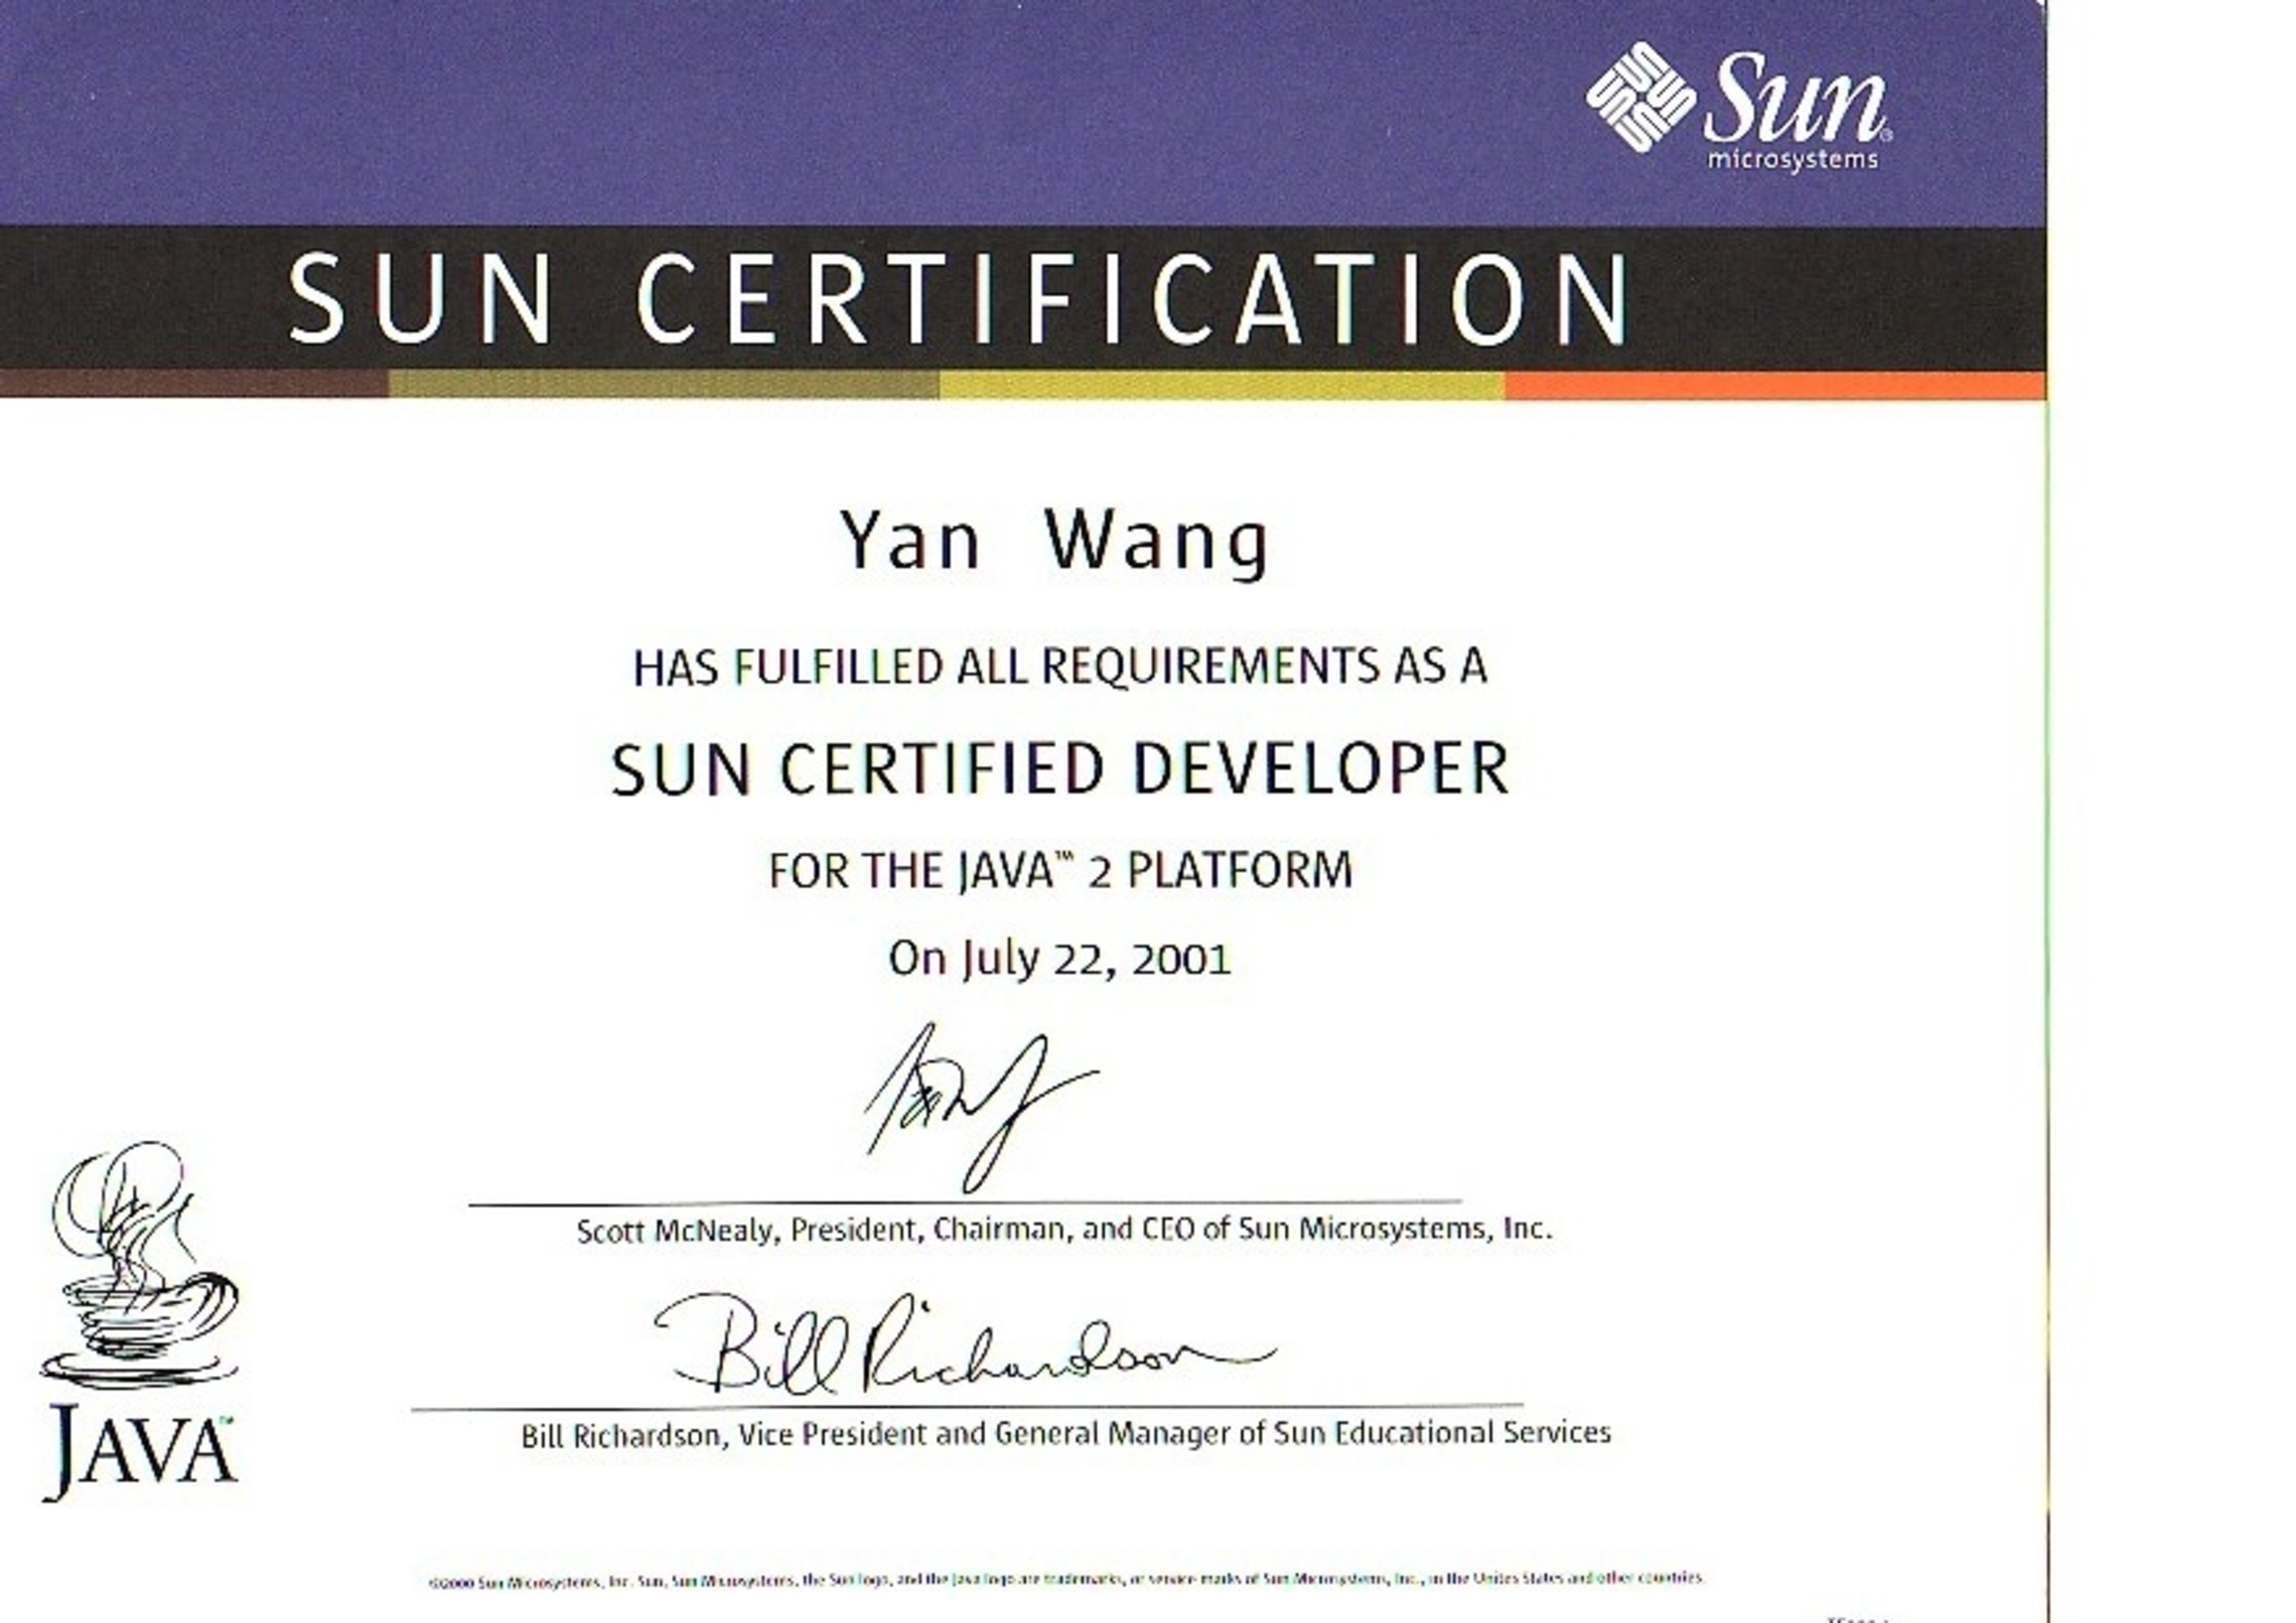 Sun®
microsystems
SUN CERTIFICATION
Yan Wang
HAS FULFILLED ALL REQUIREMENTS AS A
SUN CERTIFIED DEVELOPER
FOR THE JAVA™ 2 PLATFORM
On July 22, 2001
Scott McNealy, President, Chairman, and CEO of Sun Microsystems, Inc.
Bill Richardson
Bill Richardson, Vice President and General Manager of Sun Educational Services
JAVA™
©2000 Sun Microsystems, Inc. Sun, Sun Microsystems, the Sun logo, and the Java logo are trademarks, or service marks of Sun Microsystems, Inc., in the Unites States and other countries.